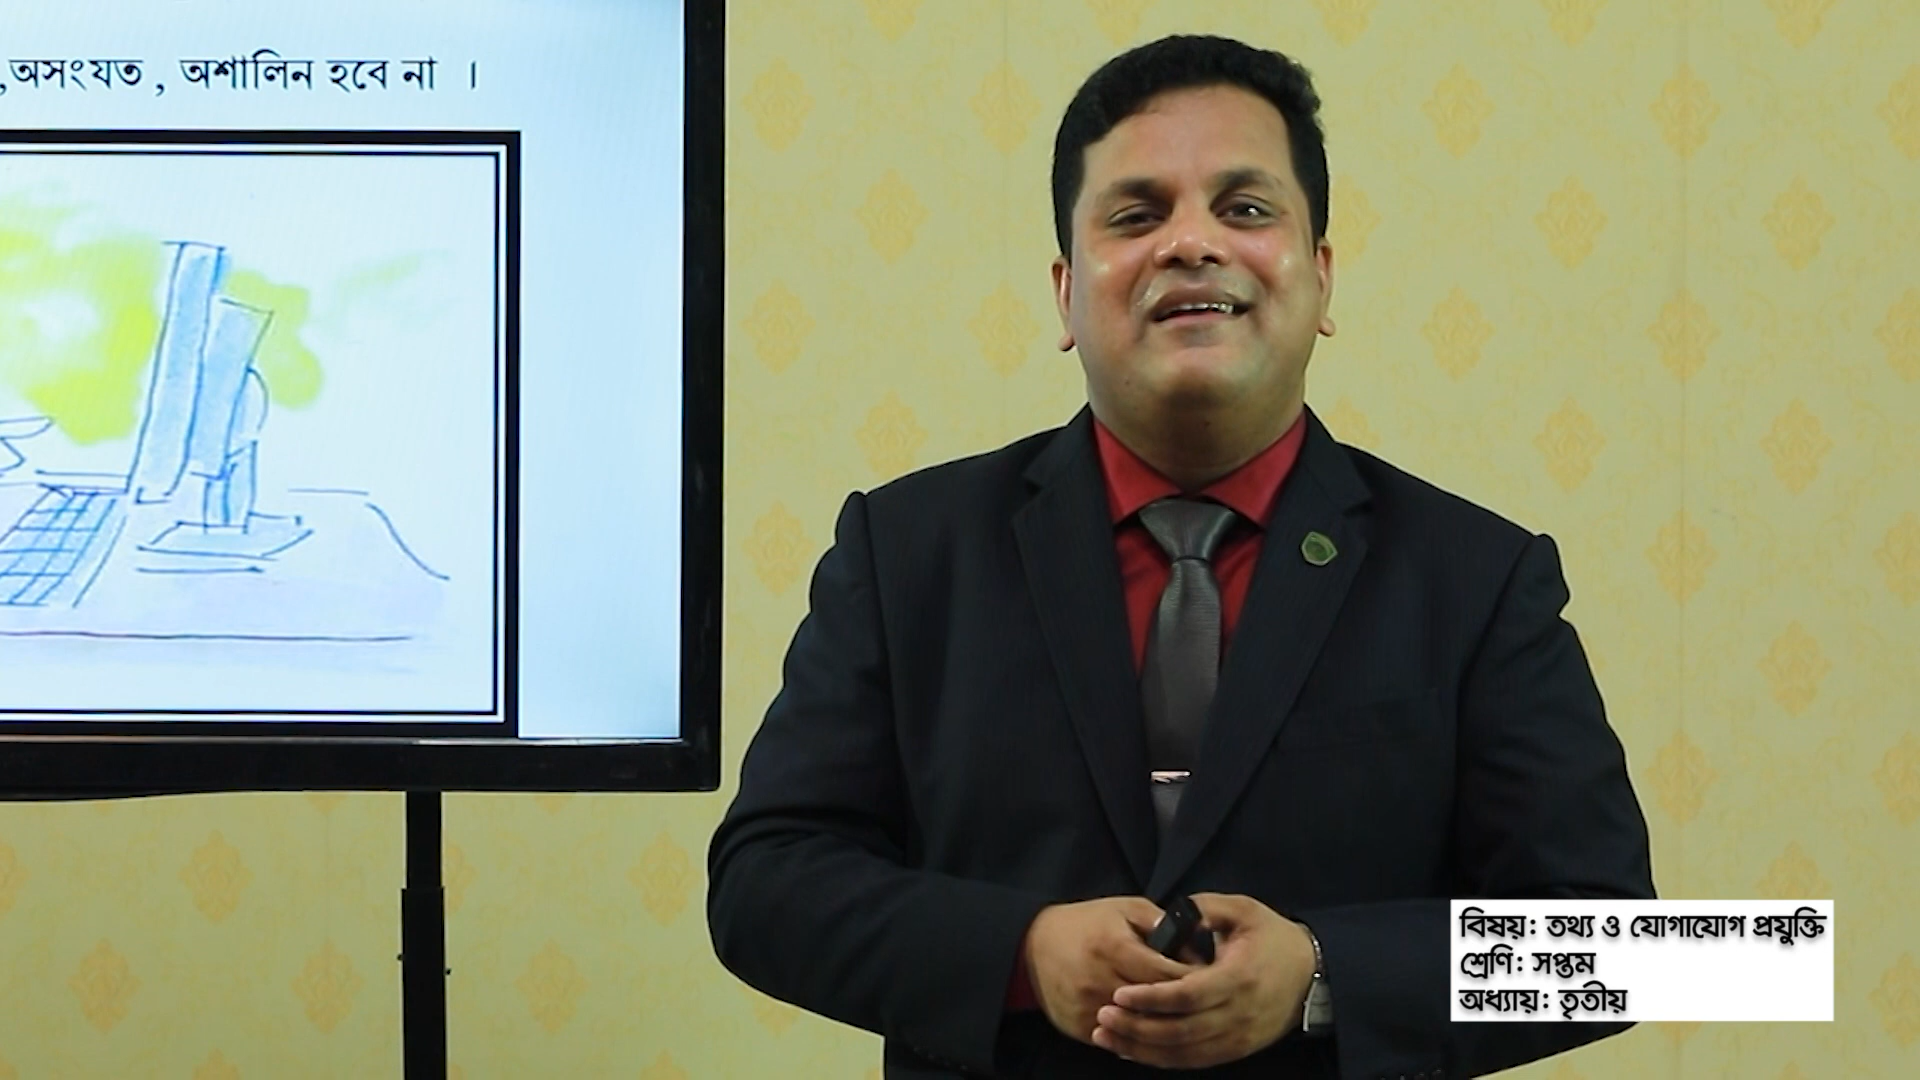 ,অসংযত , অশালিন হবে না ।
বিষয়: তথ্য ও যোগাযোগ প্রযুক্তি
শ্রেণি: সপ্তম
অধ্যায়: তৃতীয়